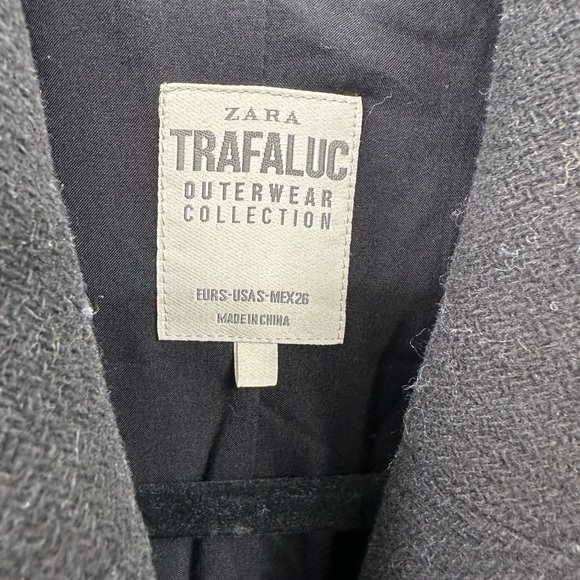 ZARA
TRAFALUC
OUTERWEAR
COLLECTION
EURS-USAS-MEX26
MADE IN CHINA